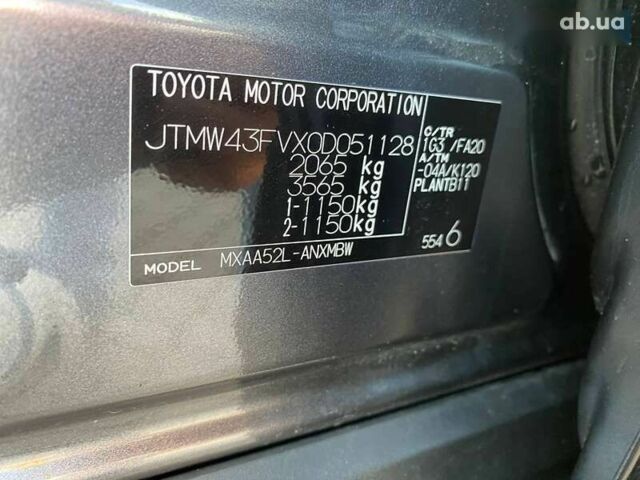 ab.ua
TOYOTA MOTOR CORPORATION
JTMW43FVX0D051128
2065 kg
3565 kg
1-1150kg
2-1150kg
C/TR
1G3 /FA20
A/TM
-04A/K120
PLANTB11
5546
MODEL MXAA52L-ANXMBW